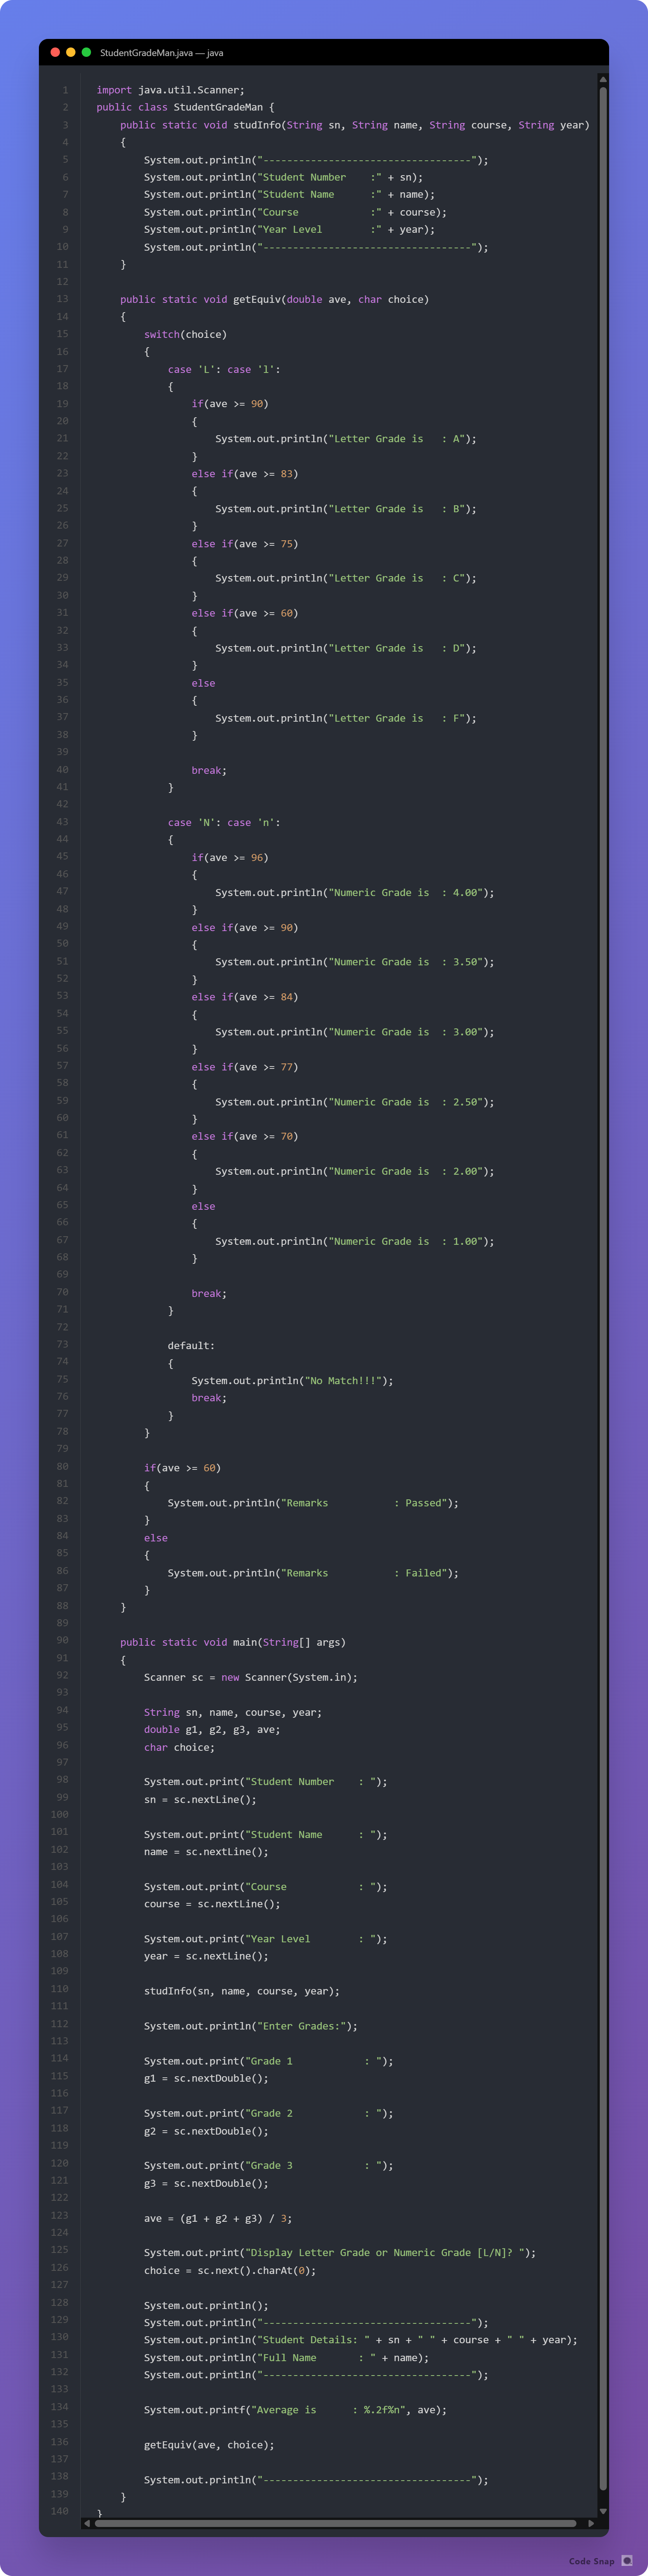 StudentGradeMan.java — java
1 import java.util.Scanner;
2 public class StudentGradeMan {
3     public static void studInfo(String sn, String name, String course, String year)
4     {
5         System.out.println("-----------------------------------");
6         System.out.println("Student Number    :" + sn);
7         System.out.println("Student Name      :" + name);
8         System.out.println("Course            :" + course);
9         System.out.println("Year Level        :" + year);
10         System.out.println("-----------------------------------");
11     }
12
13     public static void getEquiv(double ave, char choice)
14     {
15         switch(choice)
16         {
17             case 'L': case 'l':
18             {
19                 if(ave >= 90)
20                 {
21                     System.out.println("Letter Grade is   : A");
22                 }
23                 else if(ave >= 83)
24                 {
25                     System.out.println("Letter Grade is   : B");
26                 }
27                 else if(ave >= 75)
28                 {
29                     System.out.println("Letter Grade is   : C");
30                 }
31                 else if(ave >= 60)
32                 {
33                     System.out.println("Letter Grade is   : D");
34                 }
35                 else
36                 {
37                     System.out.println("Letter Grade is   : F");
38                 }
39
40                 break;
41             }
42
43             case 'N': case 'n':
44             {
45                 if(ave >= 96)
46                 {
47                     System.out.println("Numeric Grade is  : 4.00");
48                 }
49                 else if(ave >= 90)
50                 {
51                     System.out.println("Numeric Grade is  : 3.50");
52                 }
53                 else if(ave >= 84)
54                 {
55                     System.out.println("Numeric Grade is  : 3.00");
56                 }
57                 else if(ave >= 77)
58                 {
59                     System.out.println("Numeric Grade is  : 2.50");
60                 }
61                 else if(ave >= 70)
62                 {
63                     System.out.println("Numeric Grade is  : 2.00");
64                 }
65                 else
66                 {
67                     System.out.println("Numeric Grade is  : 1.00");
68                 }
69
70                 break;
71             }
72
73             default:
74             {
75                 System.out.println("No Match!!!");
76                 break;
77             }
78         }
79
80         if(ave >= 60)
81         {
82             System.out.println("Remarks           : Passed");
83         }
84         else
85         {
86             System.out.println("Remarks           : Failed");
87         }
88     }
89
90     public static void main(String[] args)
91     {
92         Scanner sc = new Scanner(System.in);
93
94         String sn, name, course, year;
95         double g1, g2, g3, ave;
96         char choice;
97
98         System.out.print("Student Number    : ");
99         sn = sc.nextLine();
100
101         System.out.print("Student Name      : ");
102         name = sc.nextLine();
103
104         System.out.print("Course            : ");
105         course = sc.nextLine();
106
107         System.out.print("Year Level        : ");
108         year = sc.nextLine();
109
110         studInfo(sn, name, course, year);
111
112         System.out.println("Enter Grades:");
113
114         System.out.print("Grade 1            : ");
115         g1 = sc.nextDouble();
116
117         System.out.print("Grade 2            : ");
118         g2 = sc.nextDouble();
119
120         System.out.print("Grade 3            : ");
121         g3 = sc.nextDouble();
122
123         ave = (g1 + g2 + g3) / 3;
124
125         System.out.print("Display Letter Grade or Numeric Grade [L/N]? ");
126         choice = sc.next().charAt(0);
127
128         System.out.println();
129         System.out.println("-----------------------------------");
130         System.out.println("Student Details: " + sn + " " + course + " " + year);
131         System.out.println("Full Name       : " + name);
132         System.out.println("-----------------------------------");
133
134         System.out.printf("Average is      : %.2f%n", ave);
135
136         getEquiv(ave, choice);
137
138         System.out.println("-----------------------------------");
139     }
140 }
Code Snap